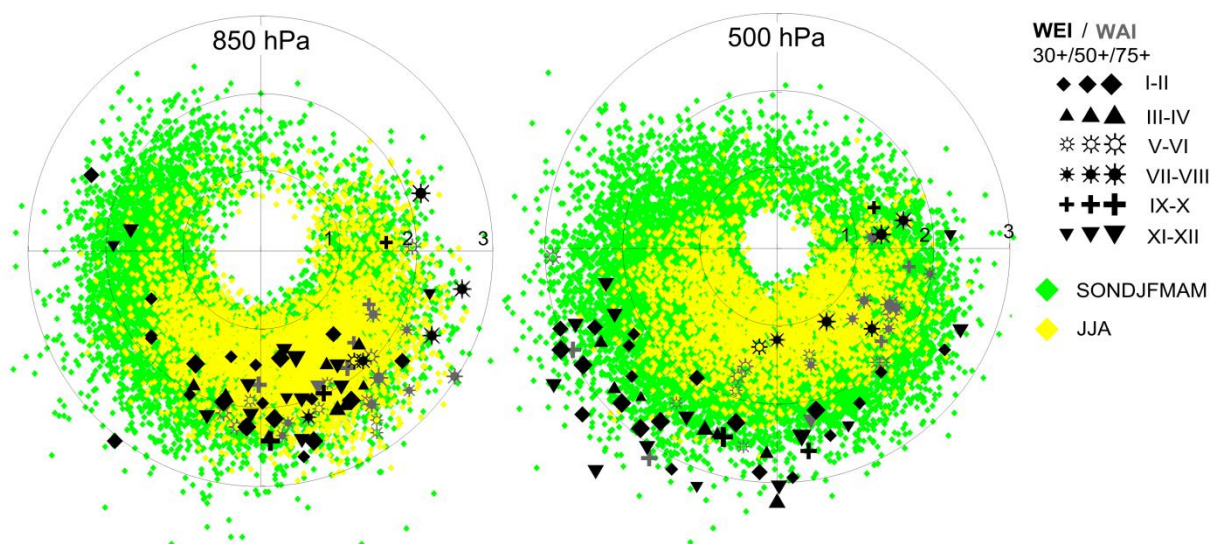 850 hPa
1 2 3
500 hPa
1 2 3
WEI / WAI
30+/50+/75+
I-II
III-IV
V-VI
VII-VIII
IX-X
XI-XII
SONDJFMAM
JJA